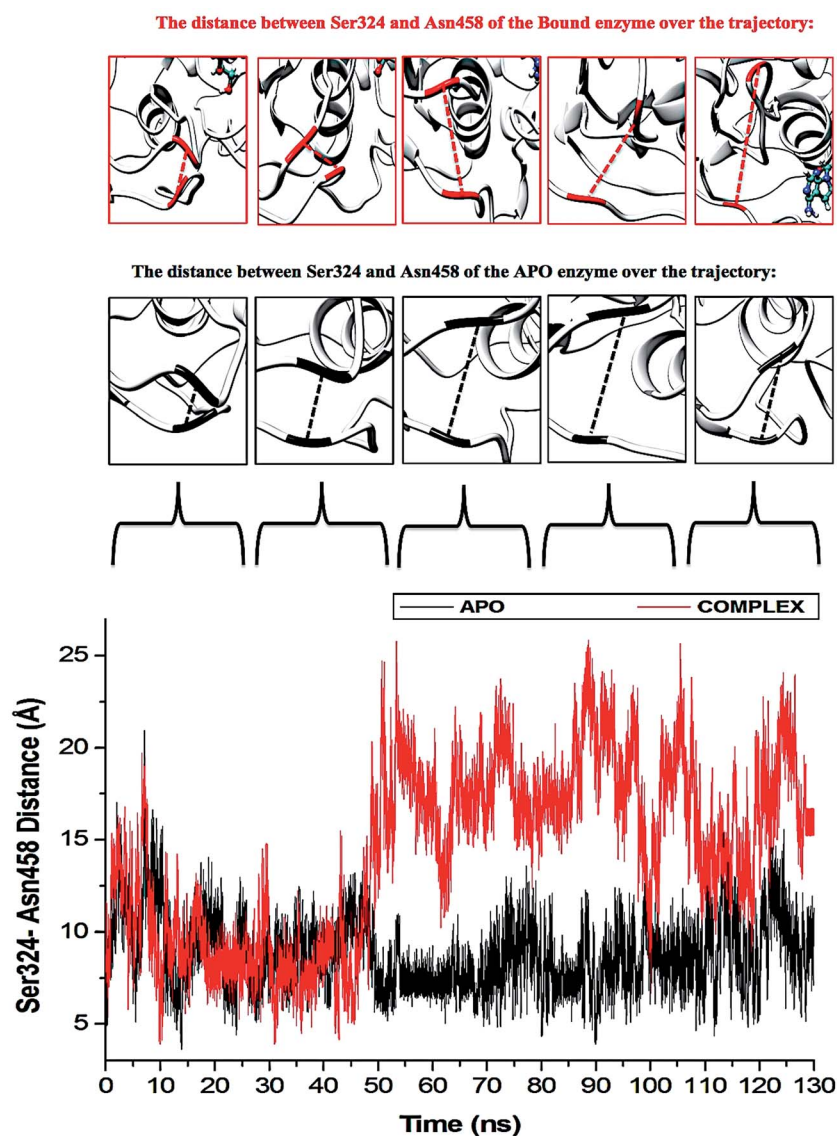 The distance between Ser324 and Asn458 of the Bound enzyme over the trajectory:
The distance between Ser324 and Asn458 of the APO enzyme over the trajectory:
APO COMPLEX
Ser324- Asn458 Distance (Å)
25
20
15
10
5
0 10 20 30 40 50 60 70 80 90 100 110 120 130
Time (ns)